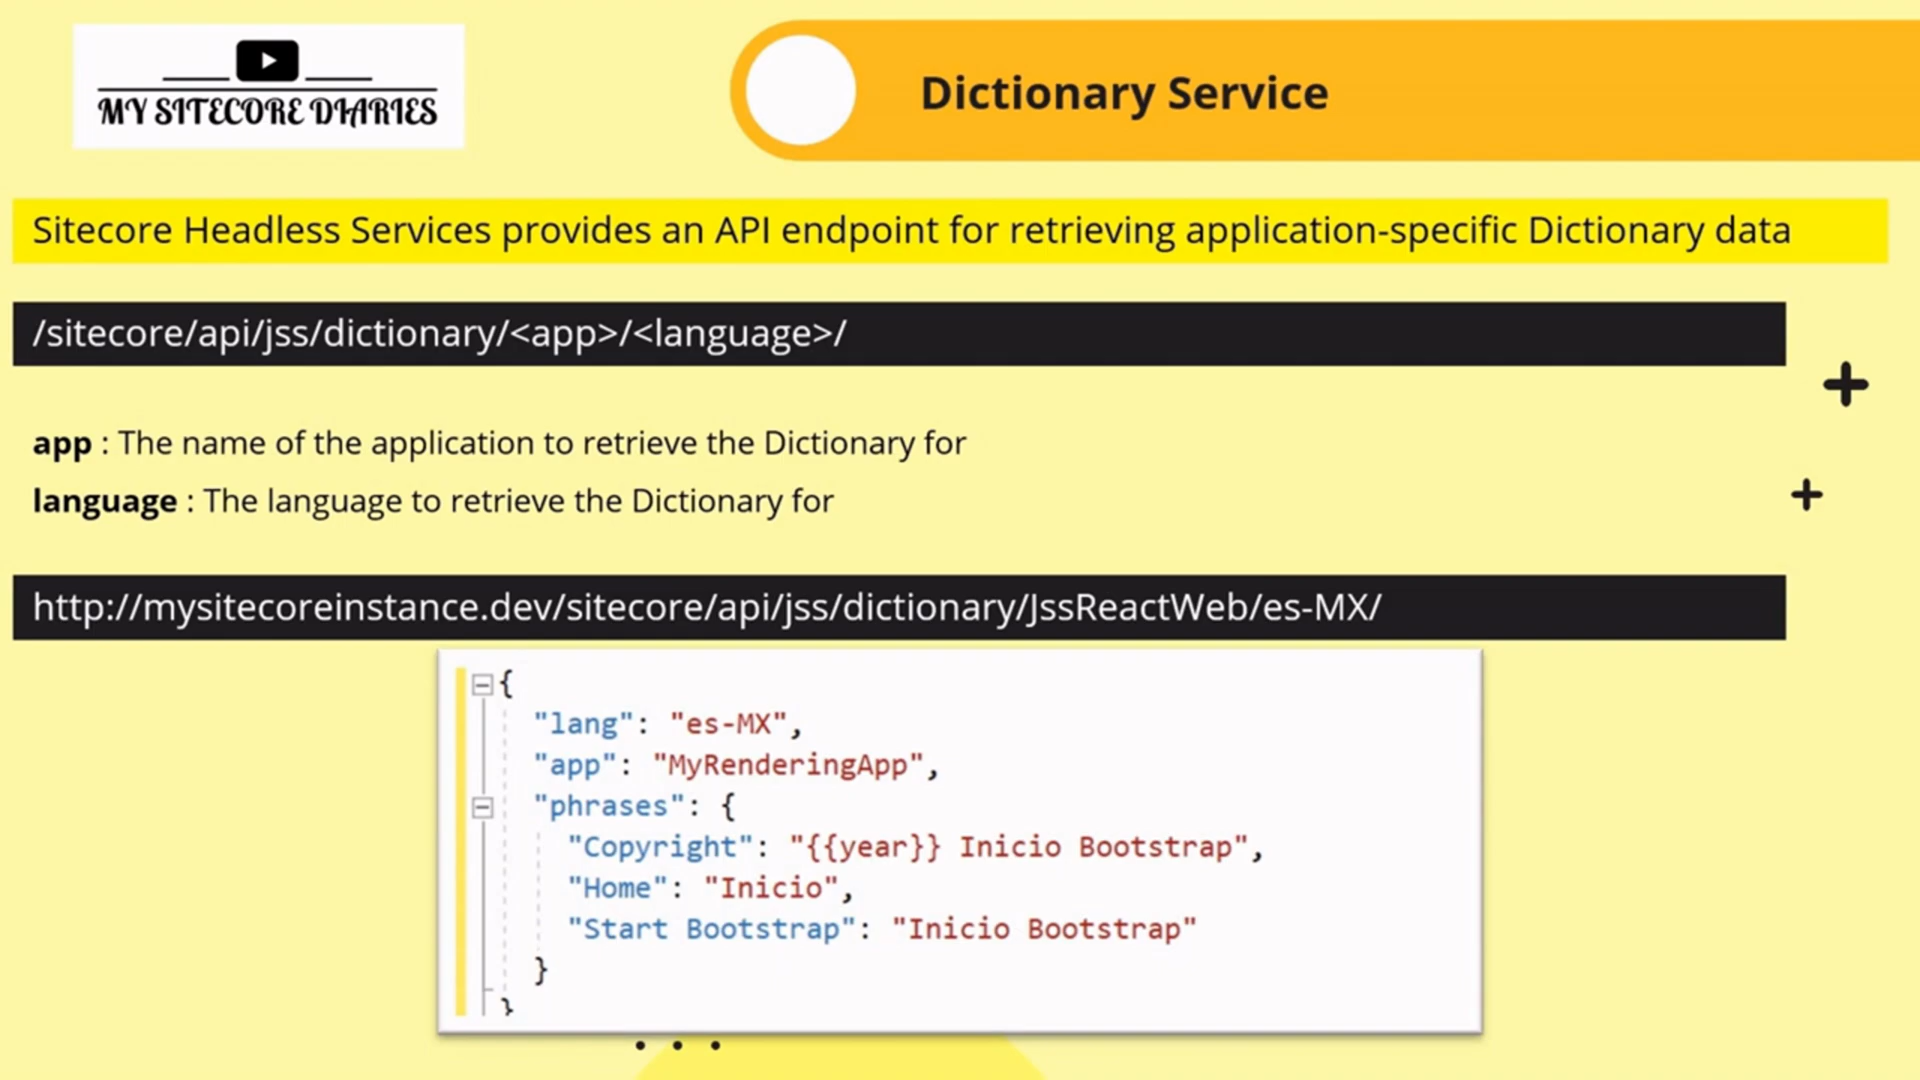 MY SITECORE DIARIES
Dictionary Service
Sitecore Headless Services provides an API endpoint for retrieving application-specific Dictionary data
/sitecore/api/jss/dictionary/<app>/<language>/
app : The name of the application to retrieve the Dictionary for
language : The language to retrieve the Dictionary for
http://mysitecoreinstance.dev/sitecore/api/jss/dictionary/JssReactWeb/es-MX/
{
"lang": "es-MX",
"app": "MyRenderingApp",
"phrases": {
"Copyright": "{{year}} Inicio Bootstrap",
"Home": "Inicio",
"Start Bootstrap": "Inicio Bootstrap"
}
}